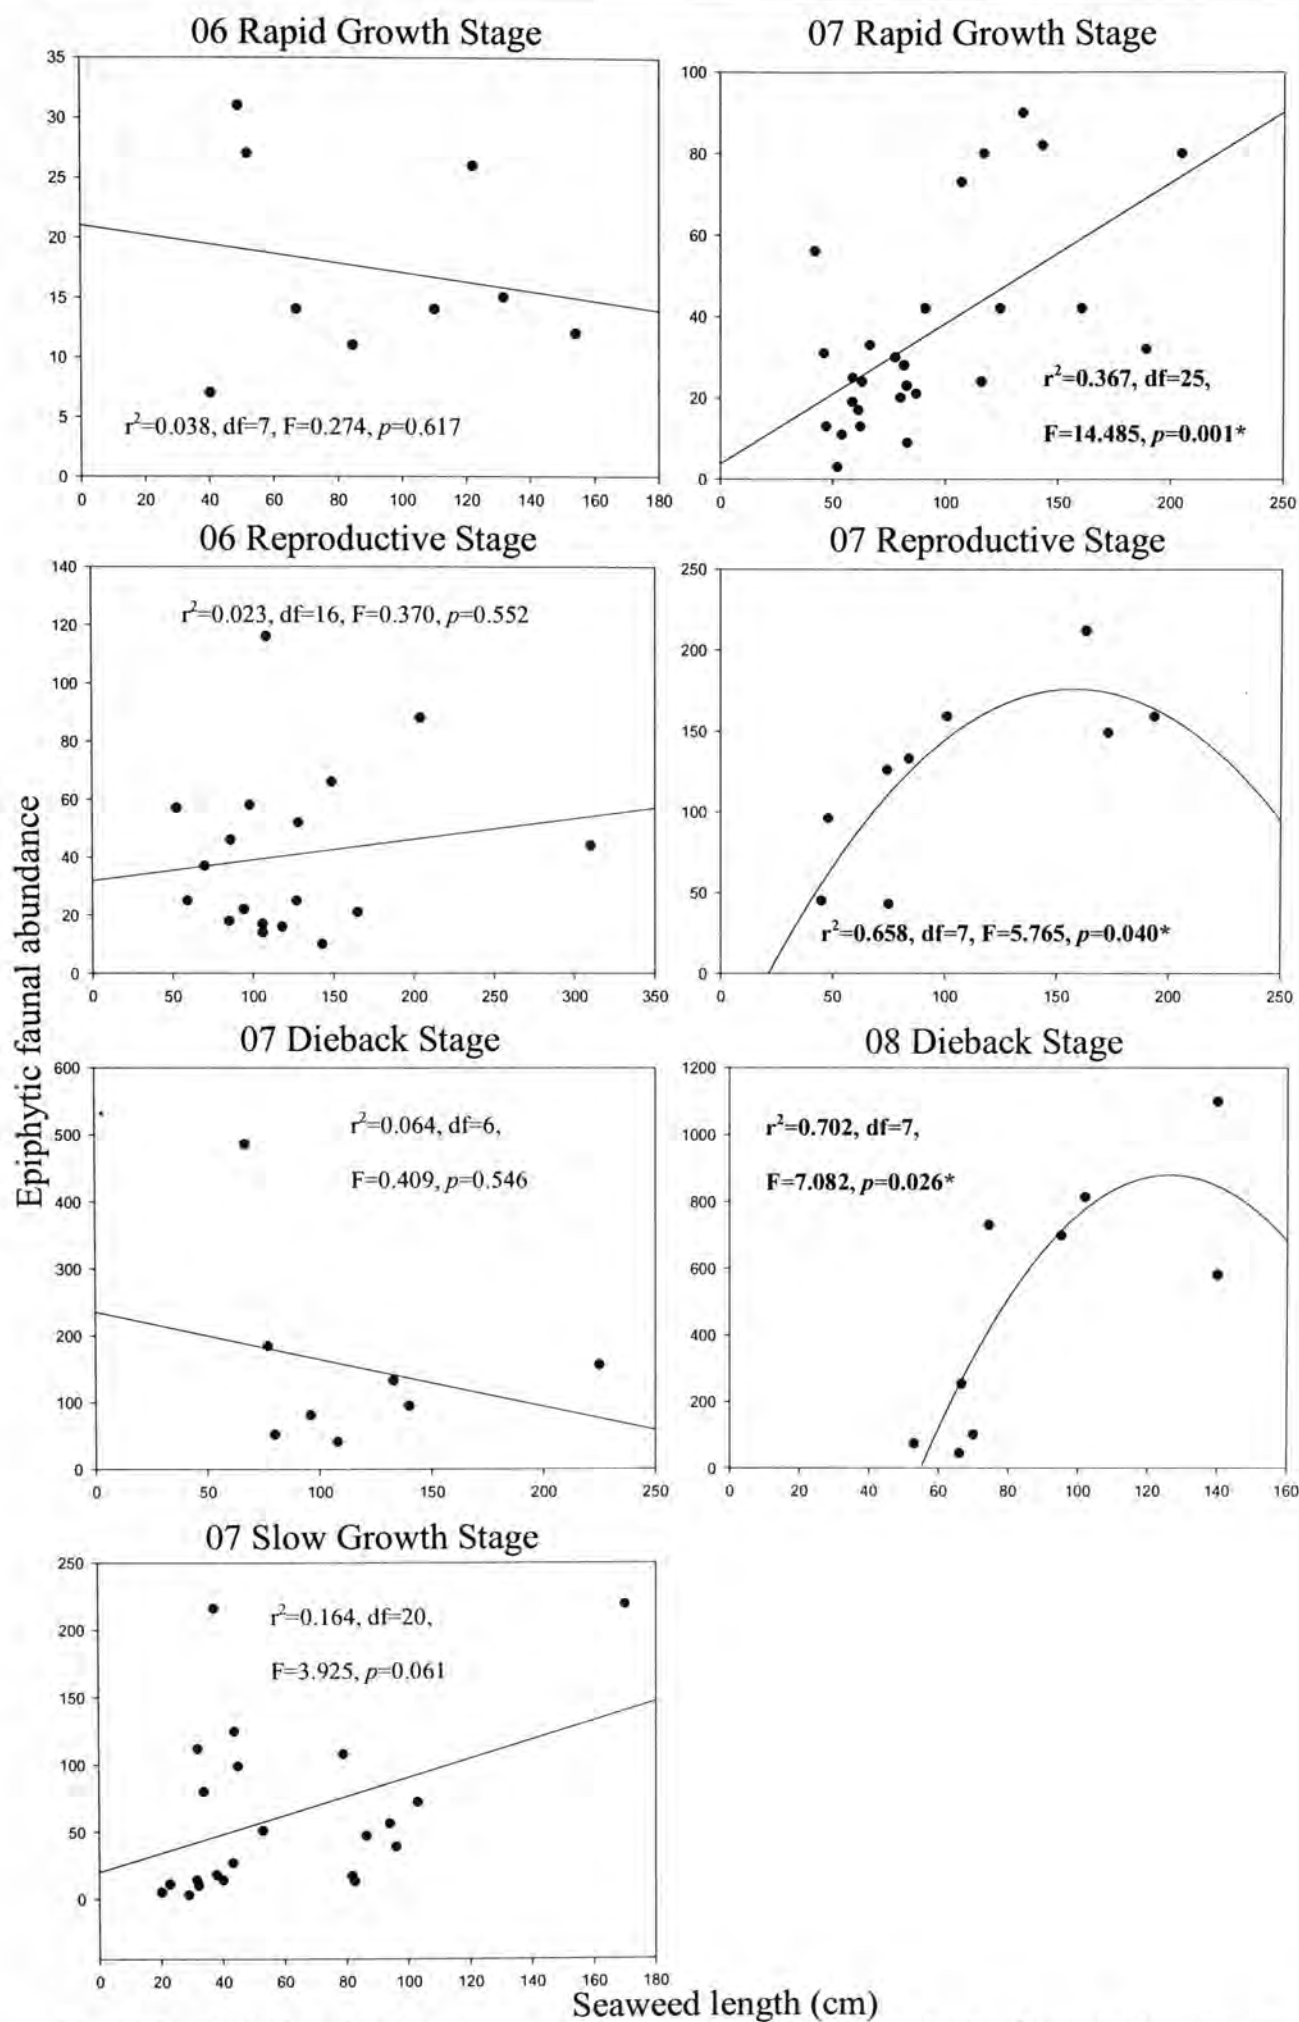 06 Rapid Growth Stage
35
30
25
20
15
10
5
0
r²=0.038, df=7, F=0.274, p=0.617
0 20 40 60 80 100 120 140 160 180
07 Rapid Growth Stage
100
80
60
40
20
0
r²=0.367, df=25,
F=14.485, p=0.001*
0 50 100 150 200 250
06 Reproductive Stage
140
120
100
80
60
40
20
0
r²=0.023, df=16, F=0.370, p=0.552
0 50 100 150 200 250 300 350
07 Reproductive Stage
250
200
150
100
50
0
r²=0.658, df=7, F=5.765, p=0.040*
0 50 100 150 200 250
Epiphytic faunal abundance
07 Dieback Stage
600
500
400
300
200
100
0
r²=0.064, df=6,
F=0.409, p=0.546
0 50 100 150 200 250
08 Dieback Stage
1200
1000
800
600
400
200
0
r²=0.702, df=7,
F=7.082, p=0.026*
0 20 40 60 80 100 120 140 160
07 Slow Growth Stage
250
200
150
100
50
0
r²=0.164, df=20,
F=3.925, p=0.061
0 20 40 60 80 100 120 140 160 180
Seaweed length (cm)